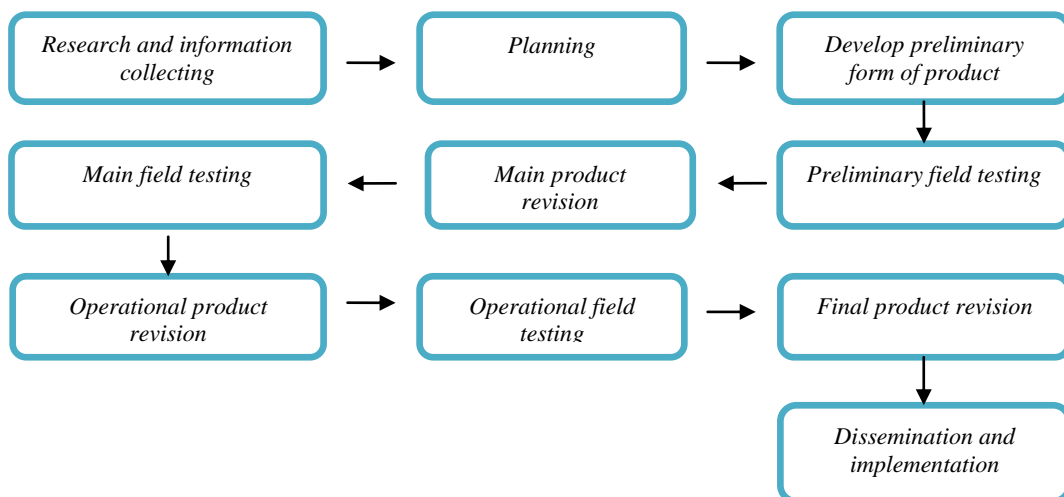 Research and information
collecting
Planning
Develop preliminary
form of product
Preliminary field testing
Main product
revision
Main field testing
Operational product
revision
Operational field
testing
Final product revision
Dissemination and
implementation